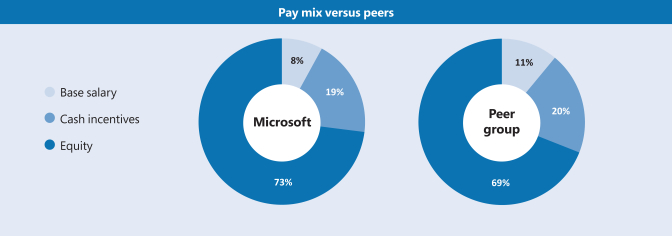 Pay mix versus peers
Base salary
Cash incentives
Equity
8%
19%
73%
Microsoft
11%
20%
69%
Peer
group